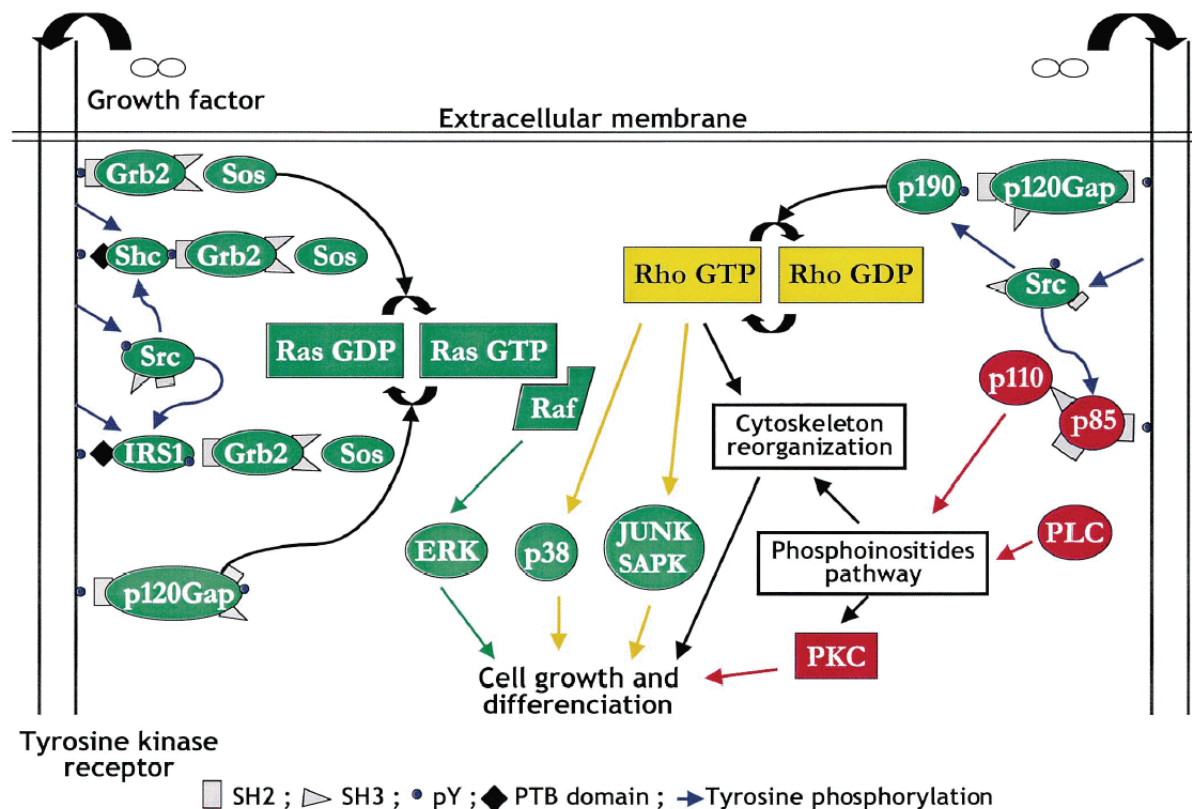 Growth factor
Extracellular membrane
Grb2
Sos
p190
p120Gap
Shc
Grb2
Sos
Rho GTP
Rho GDP
Src
Src
Ras GDP
Ras GTP
Raf
p110
p85
Cytoskeleton
reorganization
IRS1
Grb2
Sos
ERK
p38
JUNK
SAPK
Phosphoinositides
pathway
PLC
p120Gap
PKC
Cell growth and
differenciation
Tyrosine kinase
receptor
SH2 ; SH3 ; pY ; PTB domain ; Tyrosine phosphorylation